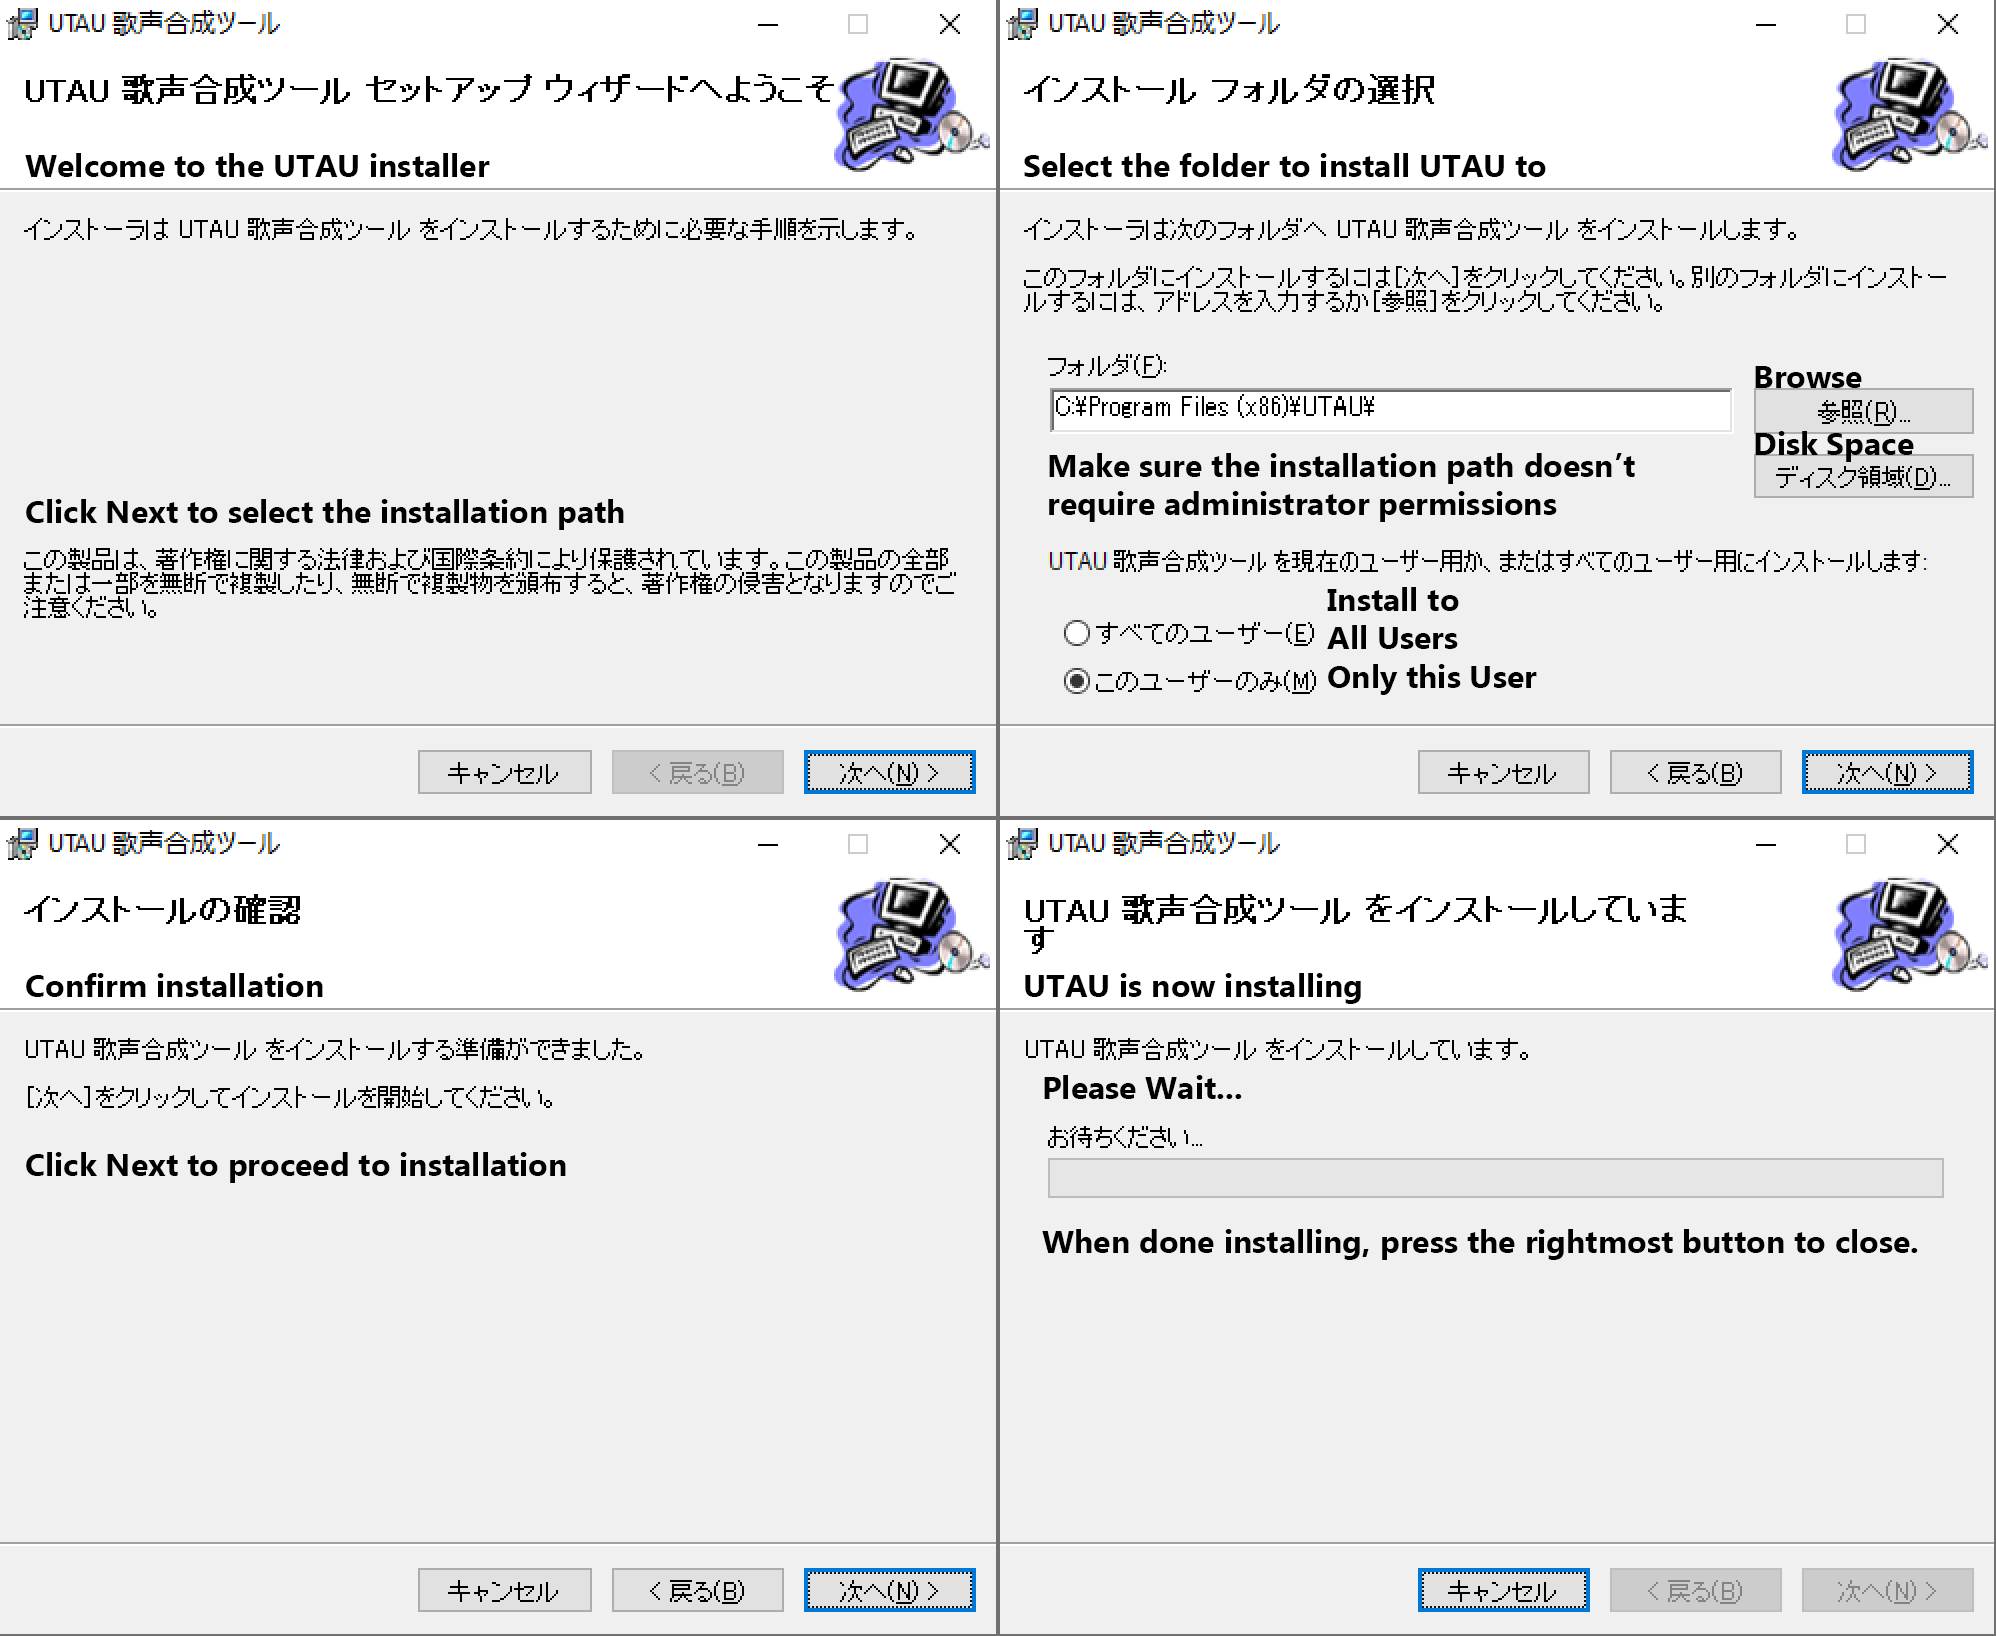 UTAU 歌声合成ツール
UTAU 歌声合成ツール セットアップ ウィザードへようこそ
Welcome to the UTAU installer
インストーラは UTAU 歌声合成ツール をインストールするために必要な手順を示します。
Click Next to select the installation path
この製品は、著作権に関する法律および国際条約により保護されています。この製品の全部
または一部を無断で複製したり、無断で複製物を頒布すると、著作権の侵害となりますのでご
注意ください。
キャンセル
< 戻る(B)
次へ(N) >
UTAU 歌声合成ツール
インストール フォルダの選択
Select the folder to install UTAU to
インストーラは次のフォルダへ UTAU 歌声合成ツール をインストールします。
このフォルダにインストールするには[次へ]をクリックしてください。別のフォルダにインストー
ルするには、アドレスを入力するか[参照]をクリックしてください。
フォルダ(F):
C:¥Program Files (x86)¥UTAU¥
Browse
参照(R)...
Disk Space
ディスク領域(D)...
Make sure the installation path doesn't
require administrator permissions
UTAU 歌声合成ツール を現在のユーザー用か、またはすべてのユーザー用にインストールします:
Install to
すべてのユーザー(E) All Users
このユーザーのみ(M) Only this User
キャンセル
< 戻る(B)
次へ(N) >
UTAU 歌声合成ツール
インストールの確認
Confirm installation
UTAU 歌声合成ツール をインストールする準備ができました。
[次へ]をクリックしてインストールを開始してください。
Click Next to proceed to installation
キャンセル
< 戻る(B)
次へ(N) >
UTAU 歌声合成ツール
UTAU 歌声合成ツール をインストールしていま
す
UTAU is now installing
UTAU 歌声合成ツール をインストールしています。
Please Wait...
お待ちください...
When done installing, press the rightmost button to close.
キャンセル
< 戻る(B)
次へ(N) >